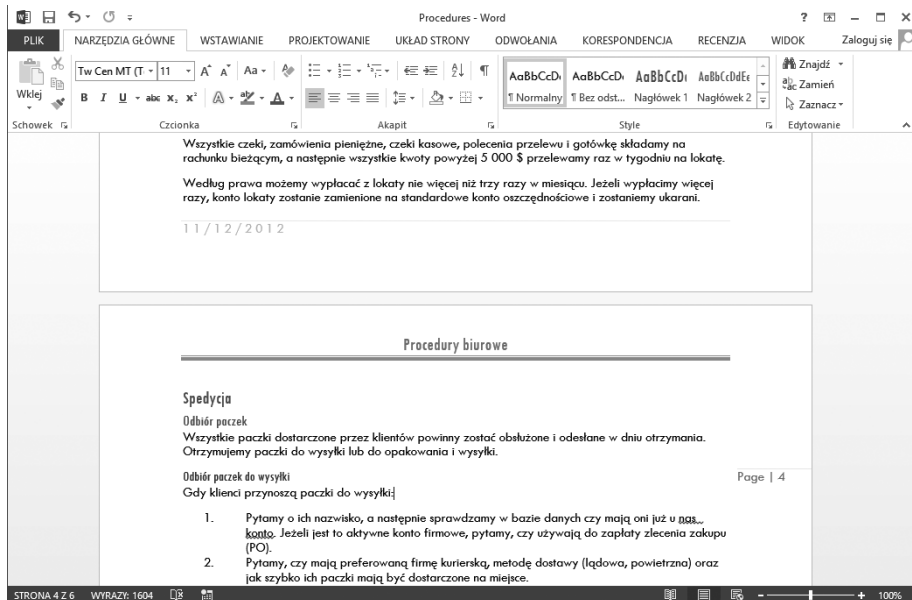 Procedures - Word
PLIK NARZĘDZIA GŁÓWNE WSTAWIANIE PROJEKTOWANIE UKŁAD STRONY ODWOŁANIA KORESPONDENCJA RECENZJA WIDOK Zaloguj się
Wklej
Tw Cen MT (T 11 Aa
B I U abc X₂ X² A ab A
AaBbCcDı AaBbCcDı AaBbCcDı AaBbCcDdEe
¶ Normalny ¶ Bez odst... Nagłówek 1 Nagłówek 2
Znajdź
Zamień
Zaznacz
Schowek Czcionka Akapit Style Edytowanie
Wszystkie czeki, zamówienia pieniężne, czeki kasowe, polecenia przelewu i gotówkę składamy na
rachunku bieżącym, a następnie wszystkie kwoty powyżej 5 000 $ przelewamy raz w tygodniu na lokatę.
Według prawa możemy wypłacać z lokaty nie więcej niż trzy razy w miesiącu. Jeżeli wypłacimy więcej
razy, konto lokaty zostanie zamienione na standardowe konto oszczędnościowe i zostaniemy ukarani.
11/12/2012
Procedury biurowe
Spedycja
Odbiór paczek
Wszystkie paczki dostarczone przez klientów powinny zostać obsłużone i odesłane w dniu otrzymania.
Otrzymujemy paczki do wysyłki lub do opakowania i wysyłki.
Odbiór paczek do wysyłki
Page | 4
Gdy klienci przynoszą paczki do wysyłki:
1. Pytamy o ich nazwisko, a następnie sprawdzamy w bazie danych czy mają oni już u nas
konto. Jeżeli jest to aktywne konto firmowe, pytamy, czy używają do zapłaty zlecenia zakupu
(PO).
2. Pytamy, czy mają preferowaną firmę kurierską, metodę dostawy (lądowa, powietrzna) oraz
jak szybko ich paczki mają być dostarczone na miejsce.
STRONA 4 Z 6 WYRAZY: 1604 100%